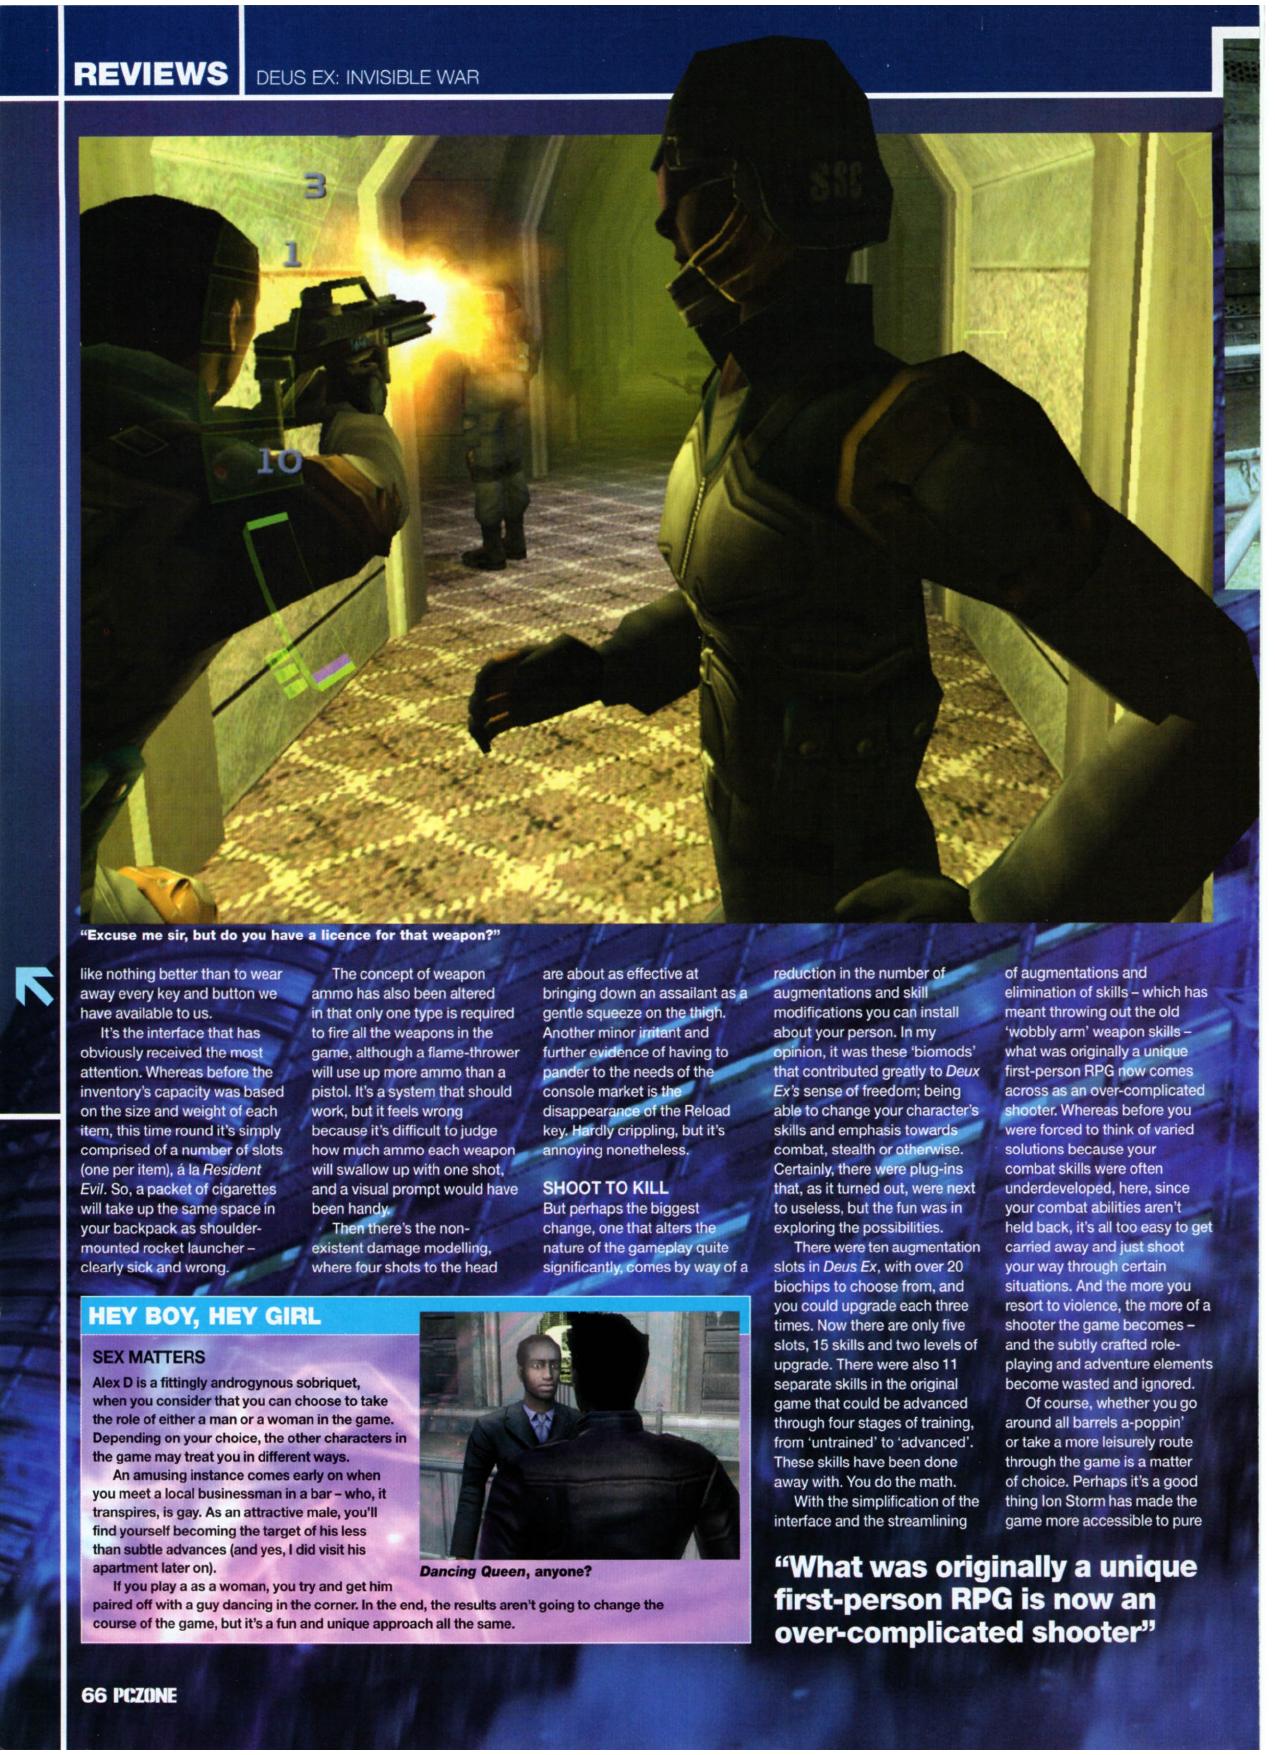 REVIEWS
DEUS EX: INVISIBLE WAR
SSC
3
1
10
“Excuse me sir, but do you have a licence for that weapon?”
like nothing better than to wear
away every key and button we
have available to us.
It’s the interface that has
obviously received the most
attention. Whereas before the
inventory’s capacity was based
on the size and weight of each
item, this time round it’s simply
comprised of a number of slots
(one per item), á la Resident
Evil. So, a packet of cigarettes
will take up the same space in
your backpack as shoulder-
mounted rocket launcher –
clearly sick and wrong.
The concept of weapon
ammo has also been altered
in that only one type is required
to fire all the weapons in the
game, although a flame-thrower
will use up more ammo than a
pistol. It’s a system that should
work, but it feels wrong
because it’s difficult to judge
how much ammo each weapon
will swallow up with one shot,
and a visual prompt would have
been handy.
Then there’s the non-
existent damage modelling,
where four shots to the head
are about as effective at
bringing down an assailant as a
gentle squeeze on the thigh.
Another minor irritant and
further evidence of having to
pander to the needs of the
console market is the
disappearance of the Reload
key. Hardly crippling, but it’s
annoying nonetheless.
SHOOT TO KILL
But perhaps the biggest
change, one that alters the
nature of the gameplay quite
significantly, comes by way of a
reduction in the number of
augmentations and skill
modifications you can install
about your person. In my
opinion, it was these ‘biomods’
that contributed greatly to Deux
Ex’s sense of freedom; being
able to change your character’s
skills and emphasis towards
combat, stealth or otherwise.
Certainly, there were plug-ins
that, as it turned out, were next
to useless, but the fun was in
exploring the possibilities.
There were ten augmentation
slots in Deus Ex, with over 20
biochips to choose from, and
you could upgrade each three
times. Now there are only five
slots, 15 skills and two levels of
upgrade. There were also 11
separate skills in the original
game that could be advanced
through four stages of training,
from ‘untrained’ to ‘advanced’.
These skills have been done
away with. You do the math.
With the simplification of the
interface and the streamlining
of augmentations and
elimination of skills – which has
meant throwing out the old
‘wobbly arm’ weapon skills –
what was originally a unique
first-person RPG now comes
across as an over-complicated
shooter. Whereas before you
were forced to think of varied
solutions because your
combat skills were often
underdeveloped, here, since
your combat abilities aren’t
held back, it’s all too easy to get
carried away and just shoot
your way through certain
situations. And the more you
resort to violence, the more of a
shooter the game becomes –
and the subtly crafted role-
playing and adventure elements
become wasted and ignored.
Of course, whether you go
around all barrels a-poppin’
or take a more leisurely route
through the game is a matter
of choice. Perhaps it’s a good
thing Ion Storm has made the
game more accessible to pure
“What was originally a unique
first-person RPG is now an
over-complicated shooter”
HEY BOY, HEY GIRL
SEX MATTERS
Alex D is a fittingly androgynous sobriquet,
when you consider that you can choose to take
the role of either a man or a woman in the game.
Depending on your choice, the other characters in
the game may treat you in different ways.
An amusing instance comes early on when
you meet a local businessman in a bar – who, it
transpires, is gay. As an attractive male, you’ll
find yourself becoming the target of his less
than subtle advances (and yes, I did visit his
apartment later on).
If you play a as a woman, you try and get him
paired off with a guy dancing in the corner. In the end, the results aren’t going to change the
course of the game, but it’s a fun and unique approach all the same.
Dancing Queen, anyone?
66 PCZONE